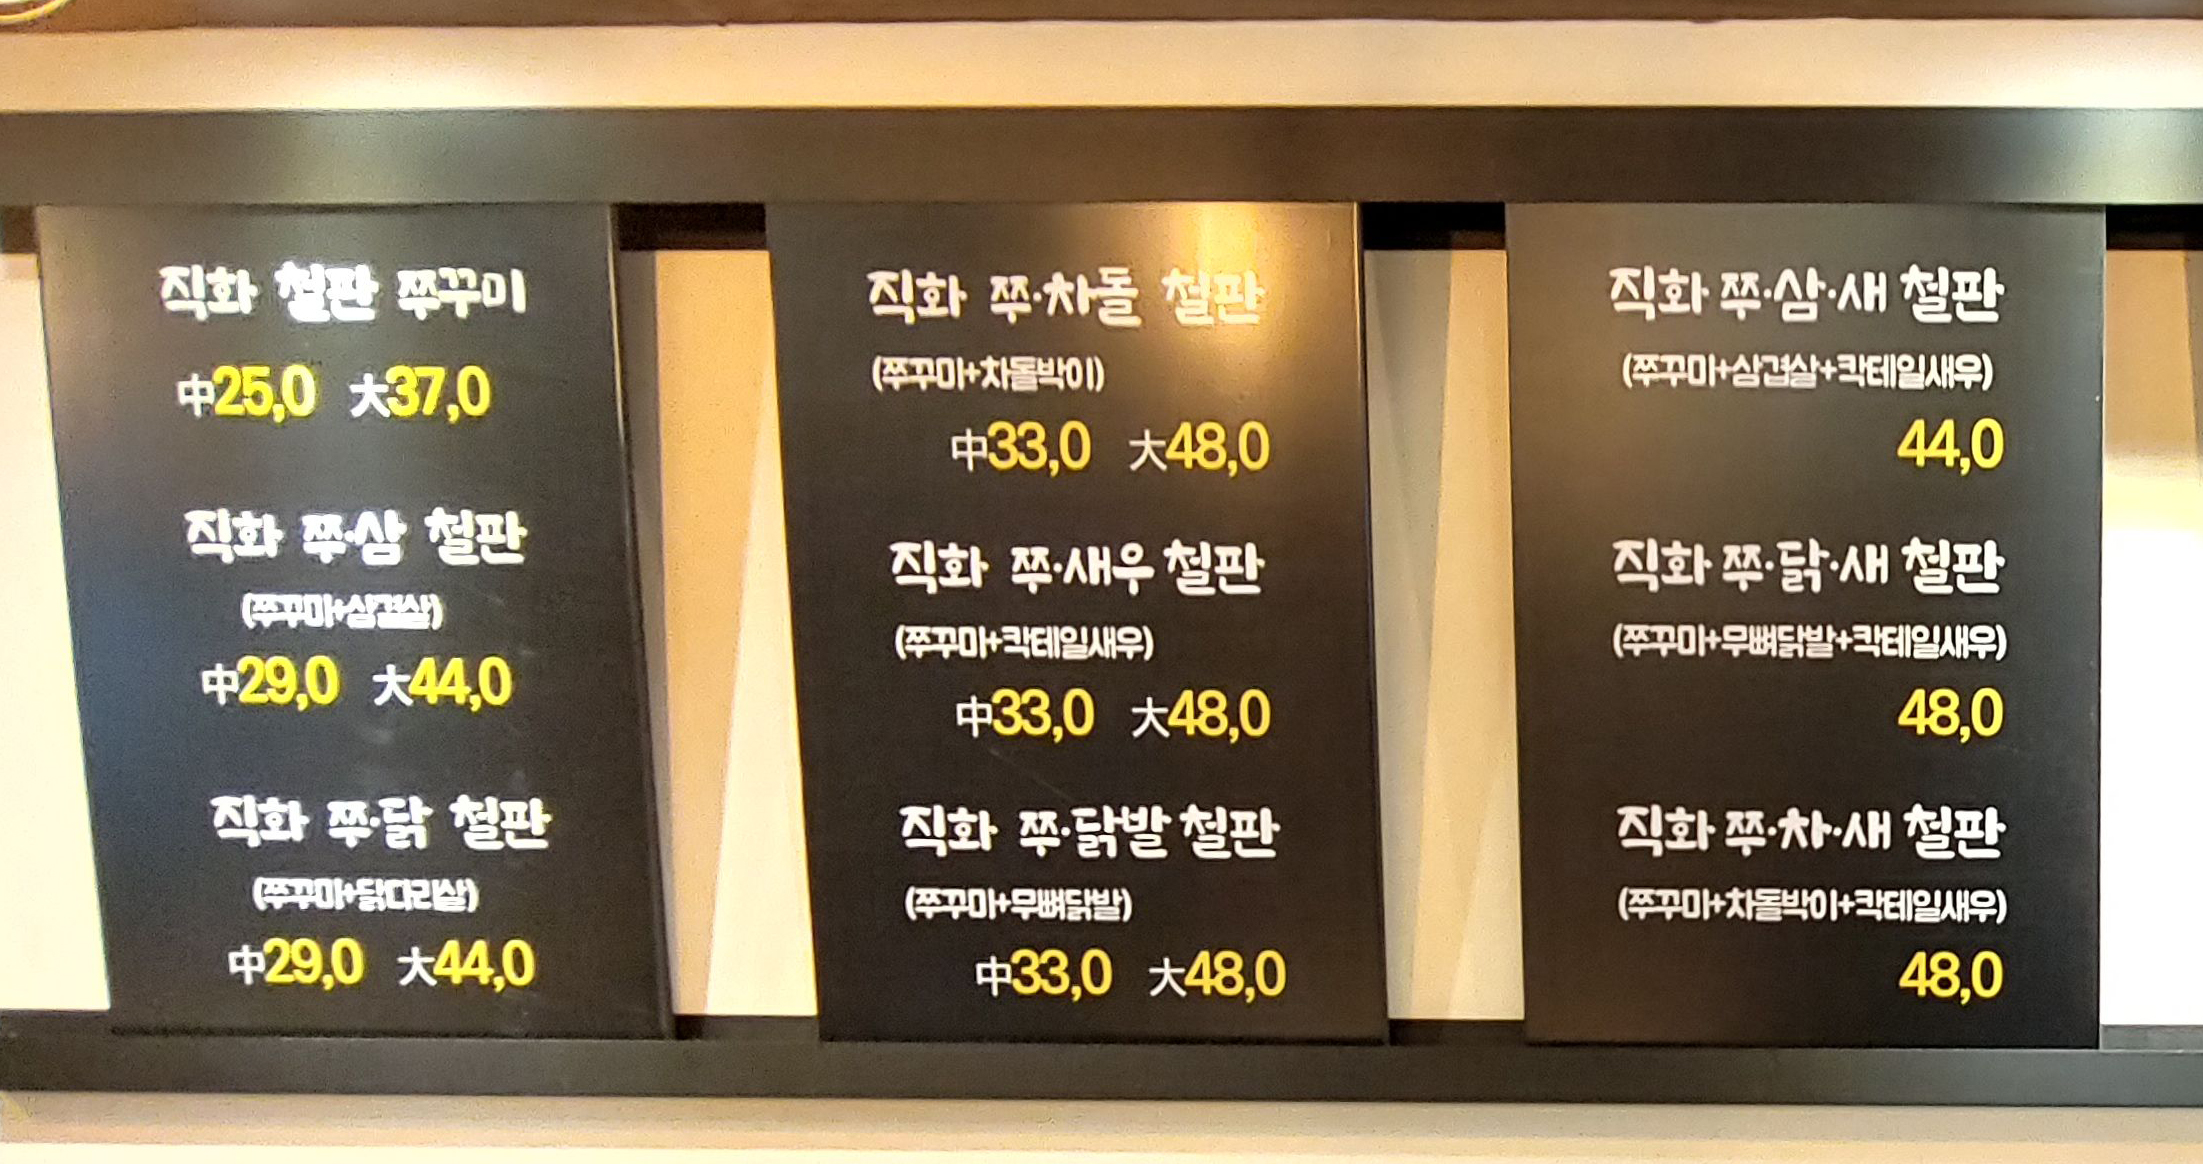 직화 철판 쭈꾸미
中25,0 大37,0
직화 쭈·삼 철판
(쭈꾸미+삼겹살)
中29,0 大44,0
직화 쭈·닭 철판
(쭈꾸미+닭다리살)
中29,0 大44,0
직화 쭈·차돌 철판
(쭈꾸미+차돌박이)
中33,0 大48,0
직화 쭈·새우 철판
(쭈꾸미+칵테일새우)
中33,0 大48,0
직화 쭈·닭발 철판
(쭈꾸미+무뼈닭발)
中33,0 大48,0
직화 쭈·삼·새 철판
(쭈꾸미+삼겹살+칵테일새우)
44,0
직화 쭈·닭·새 철판
(쭈꾸미+무뼈닭발+칵테일새우)
48,0
직화 쭈·차·새 철판
(쭈꾸미+차돌박이+칵테일새우)
48,0